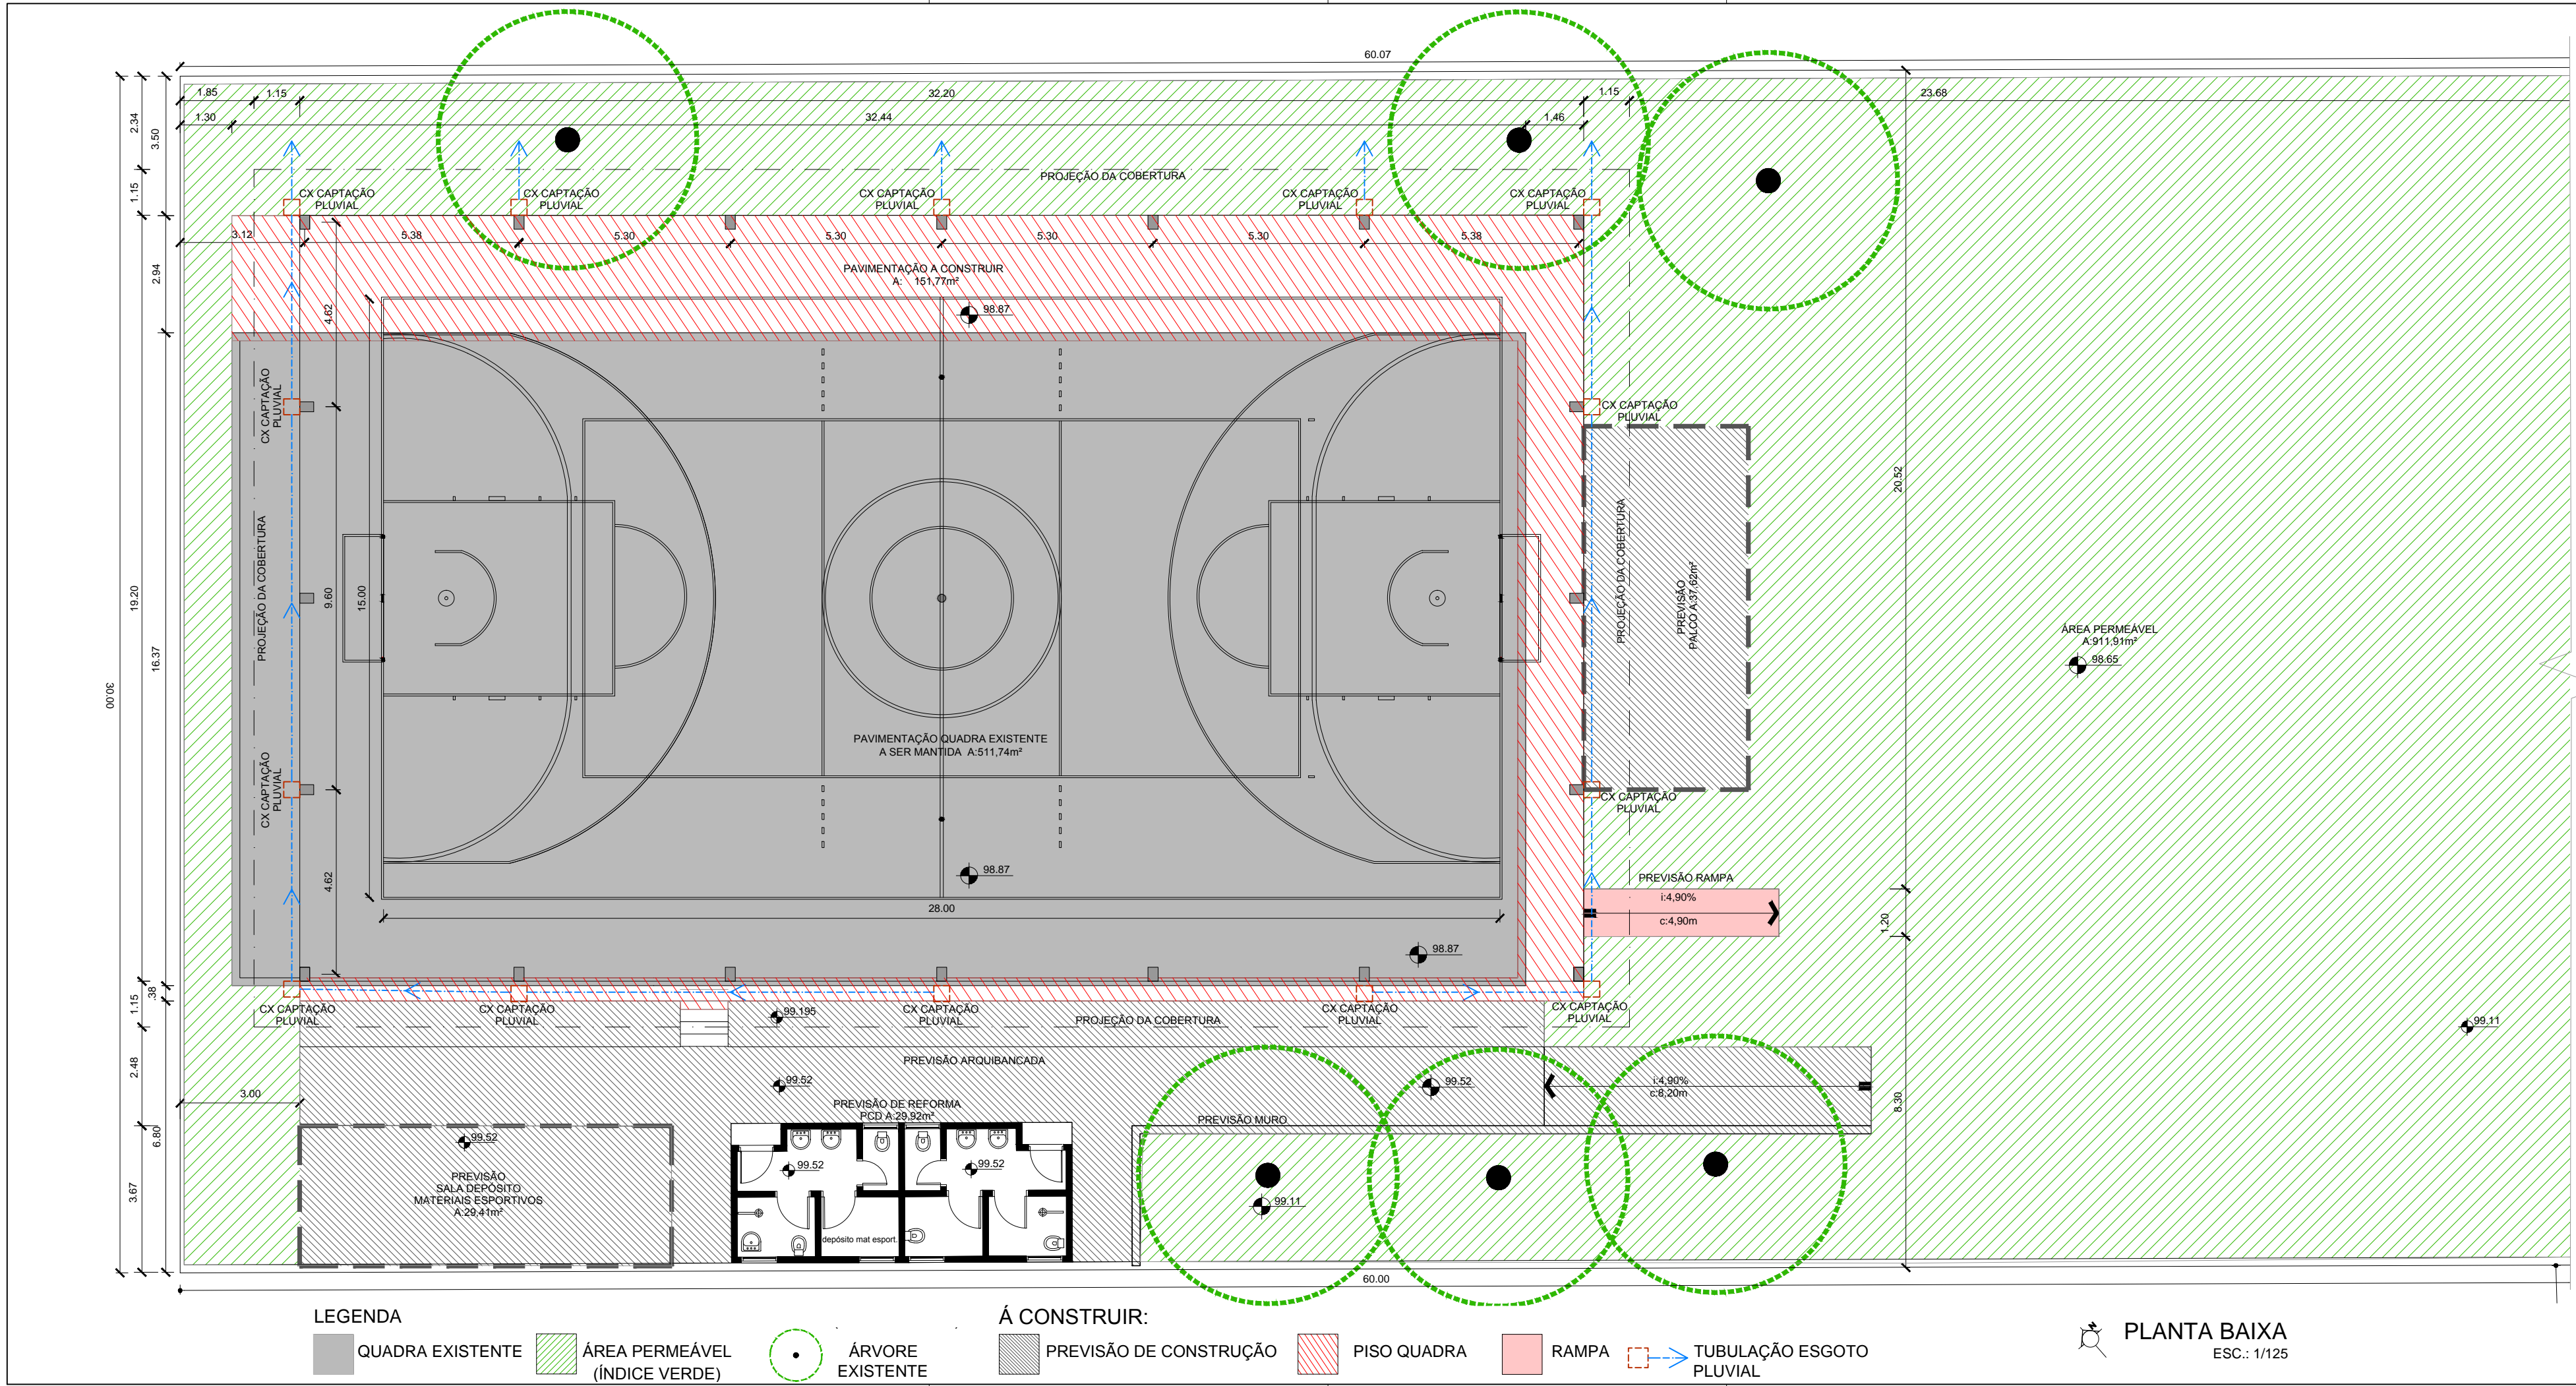 60.07
1.85
1.15
32.20
1.15
23.68
1.30
32.44
1.46
2.34
3.50
PROJEÇÃO DA COBERTURA
1.15
CX CAPTAÇÃO
PLUVIAL
CX CAPTAÇÃO
PLUVIAL
CX CAPTAÇÃO
PLUVIAL
CX CAPTAÇÃO
PLUVIAL
CX CAPTAÇÃO
PLUVIAL
3.12
5.38
5.30
5.30
5.30
5.30
5.38
2.94
PAVIMENTAÇÃO A CONSTRUIR
A: 151,77m²
98.87
4.62
CX CAPTAÇÃO
PLUVIAL
CX CAPTAÇÃO
PLUVIAL
20.52
PROJEÇÃO DA COBERTURA
19.20
9.60
15.00
PROJEÇÃO DA COBERTURA
PREVISÃO
PALCO A:37,62m²
ÁREA PERMEÁVEL
A:911,91m²
98.65
16.37
30.00
PAVIMENTAÇÃO QUADRA EXISTENTE
A SER MANTIDA A:511,74m²
CX CAPTAÇÃO
PLUVIAL
CX CAPTAÇÃO
PLUVIAL
4.62
98.87
PREVISÃO RAMPA
i:4,90%
c:4,90m
1.20
28.00
98.87
.38
1.15
CX CAPTAÇÃO
PLUVIAL
CX CAPTAÇÃO
PLUVIAL
99.195
CX CAPTAÇÃO
PLUVIAL
PROJEÇÃO DA COBERTURA
CX CAPTAÇÃO
PLUVIAL
CX CAPTAÇÃO
PLUVIAL
99.11
2.48
PREVISÃO ARQUIBANCADA
3.00
99.52
99.52
i:4,90%
c:8,20m
8.30
PREVISÃO DE REFORMA
PCD A:29,92m²
PREVISÃO MURO
6.80
99.52
99.52
99.52
3.67
PREVISÃO
SALA DEPÓSITO
MATERIAIS ESPORTIVOS
A:29,41m²
99.11
depósito mat esport.
60.00
LEGENDA
QUADRA EXISTENTE
ÁREA PERMEÁVEL
(ÍNDICE VERDE)
ÁRVORE
EXISTENTE
Á CONSTRUIR:
PREVISÃO DE CONSTRUÇÃO
PISO QUADRA
RAMPA
TUBULAÇÃO ESGOTO
PLUVIAL
N
PLANTA BAIXA
ESC.: 1/125